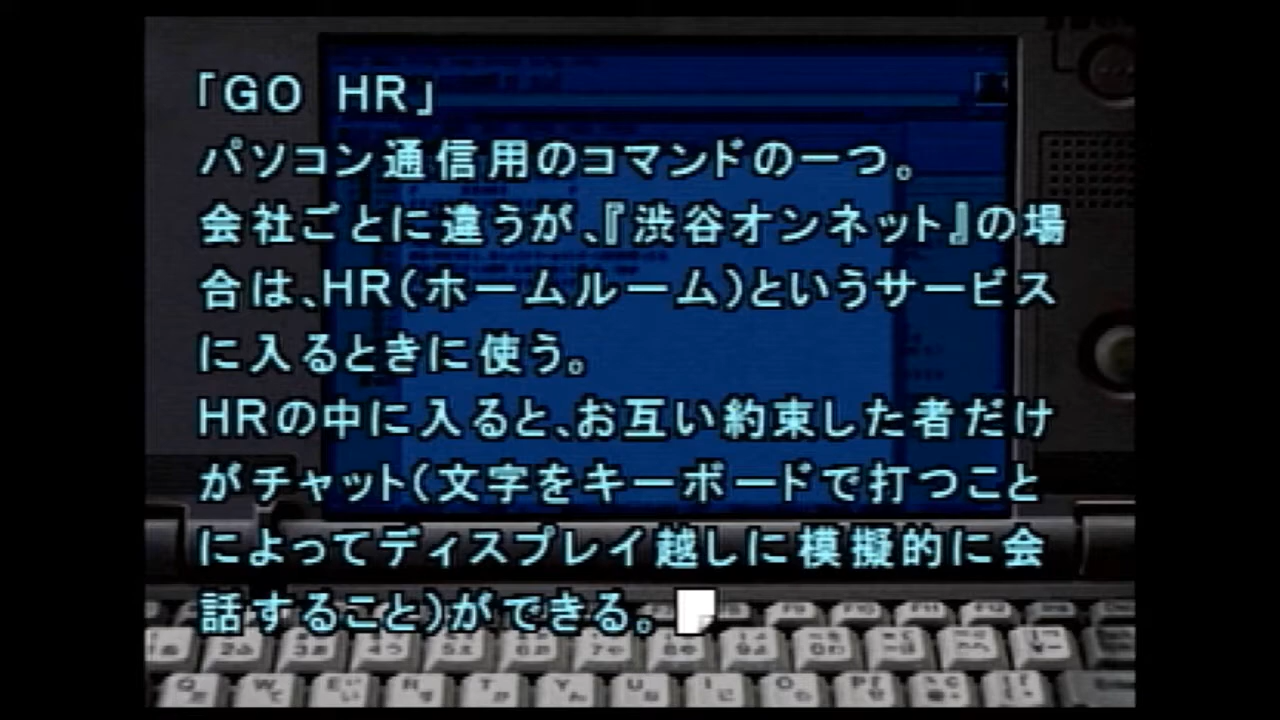 「GO HR」
パソコン通信用のコマンドの一つ。
会社ごとに違うが、『渋谷オンネット』の場
合は、HR(ホームルーム)というサービス
に入るときに使う。
HRの中に入ると、お互い約束した者だけ
がチャット(文字をキーボードで打つこと
によってディスプレイ越しに模擬的に会
話すること)ができる。